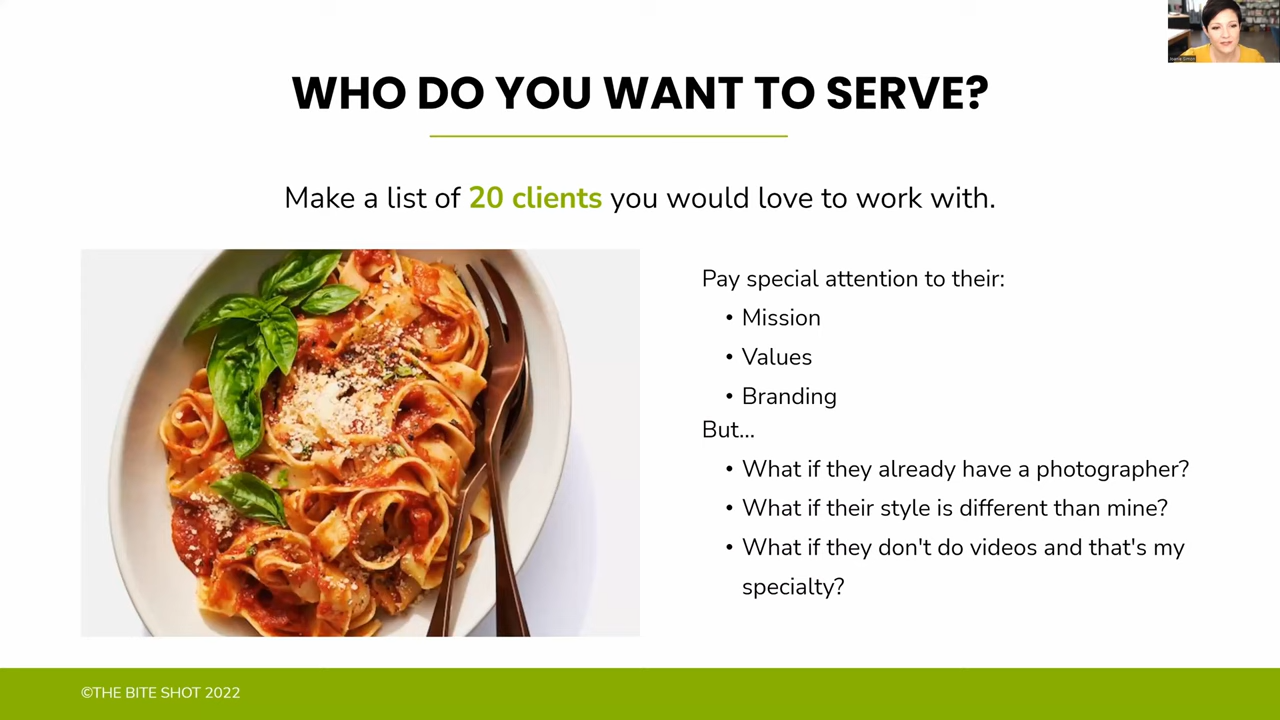 WHO DO YOU WANT TO SERVE?
Make a list of 20 clients you would love to work with.
Pay special attention to their:
• Mission
• Values
• Branding
But...
• What if they already have a photographer?
• What if their style is different than mine?
• What if they don't do videos and that's my
specialty?
©THE BITE SHOT 2022